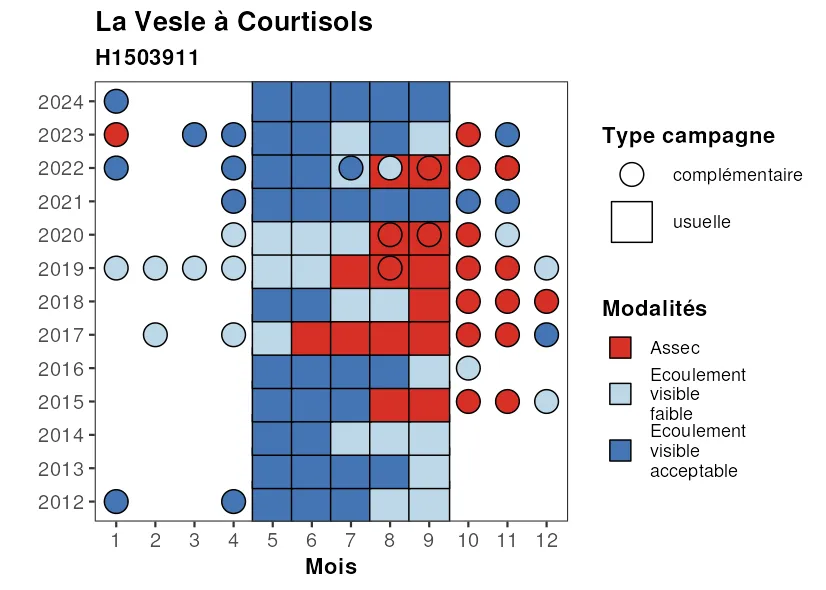 La Vesle à Courtisols
H1503911
2024
2023
2022
2021
2020
2019
2018
2017
2016
2015
2014
2013
2012
1 2 3 4 5 6 7 8 9 10 11 12
Mois
Type campagne
complémentaire
usuelle
Modalités
Assec
Ecoulement
visible
faible
Ecoulement
visible
acceptable